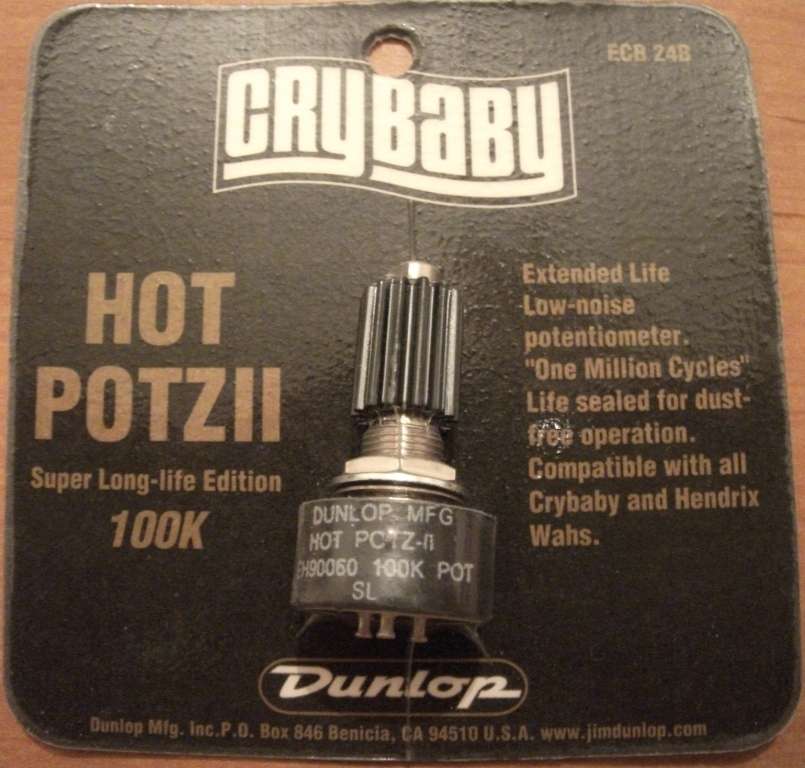 ECB 24B
CRYBABY
HOT
POTZII
Super Long-life Edition
100K
Extended Life
Low-noise
potentiometer.
"One Million Cycles"
Life sealed for dust-
free operation.
Compatible with all
Crybaby and Hendrix
Wahs.
DUNLOP MFG
HOT POTZ-II
EH90060 100K POT
SL
DUNLOP
Dunlop Mfg. Inc. P.O. Box 846 Benicia, CA 94510 U.S.A. www.jimdunlop.com